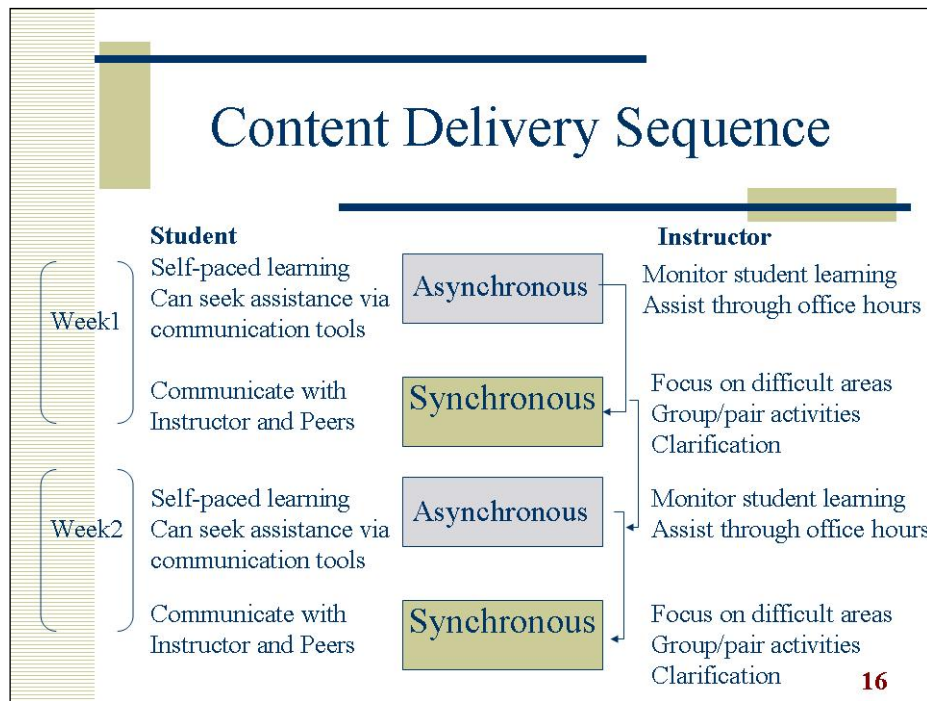 Content Delivery Sequence
Student
Instructor
Week1
Self-paced learning
Can seek assistance via
communication tools
Asynchronous
Monitor student learning
Assist through office hours
Communicate with
Instructor and Peers
Synchronous
Focus on difficult areas
Group/pair activities
Clarification
Week2
Self-paced learning
Can seek assistance via
communication tools
Asynchronous
Monitor student learning
Assist through office hours
Communicate with
Instructor and Peers
Synchronous
Focus on difficult areas
Group/pair activities
Clarification
16